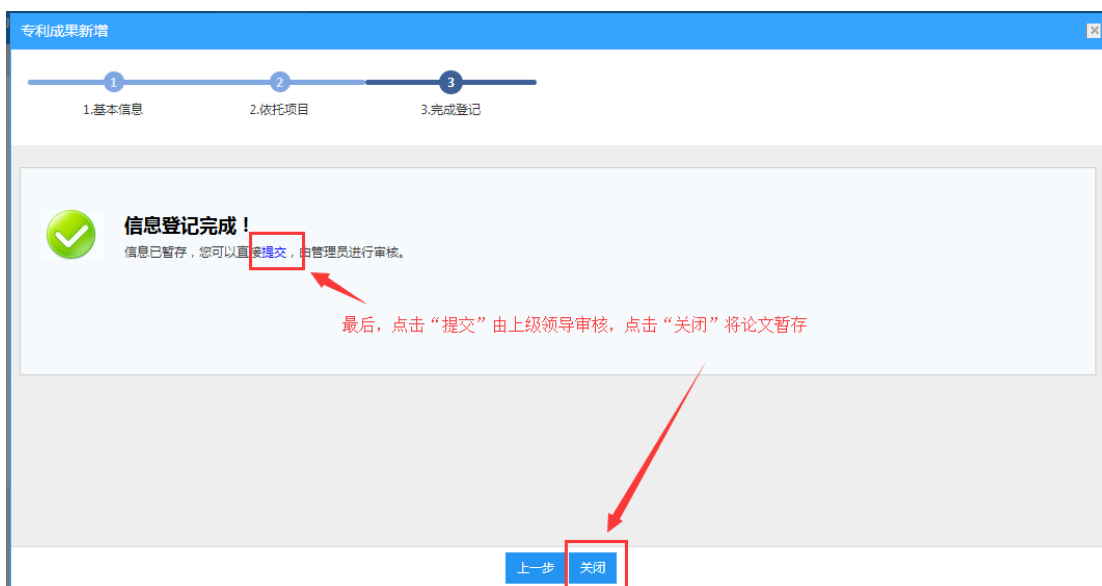 专利成果新增
1 2 3
1.基本信息 2.依托项目 3.完成登记
信息登记完成！
信息已暂存，您可以直接提交，由管理员进行审核。
最后，点击“提交”由上级领导审核，点击“关闭”将论文暂存
上一步 关闭